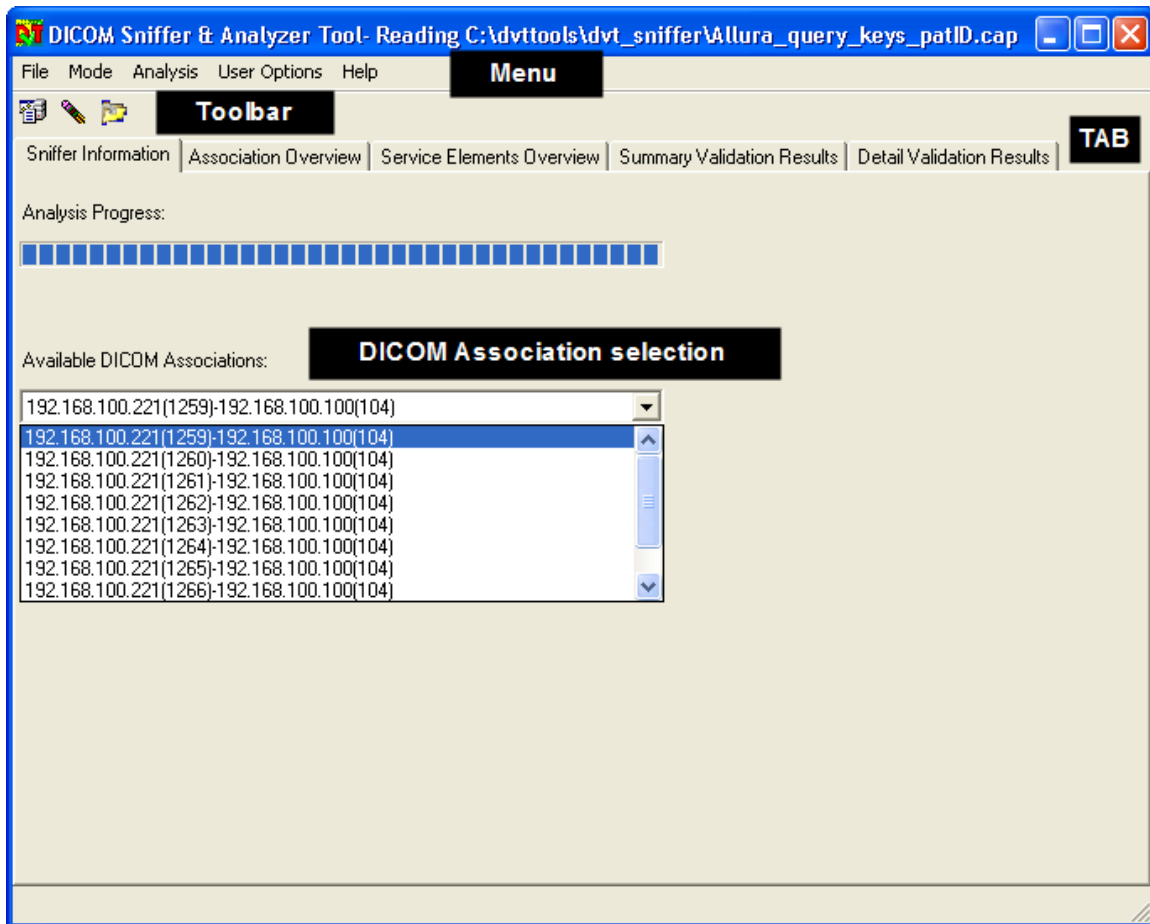 DICOM Sniffer & Analyzer Tool- Reading C:\dvttools\dvt_sniffer\Allura_query_keys_patID.cap
File Mode Analysis User Options Help
Menu
Toolbar
TAB
Sniffer Information Association Overview Service Elements Overview Summary Validation Results Detail Validation Results
Analysis Progress:
DICOM Association selection
Available DICOM Associations:
192.168.100.221(1259)-192.168.100.100(104)
192.168.100.221(1259)-192.168.100.100(104)
192.168.100.221(1260)-192.168.100.100(104)
192.168.100.221(1261)-192.168.100.100(104)
192.168.100.221(1262)-192.168.100.100(104)
192.168.100.221(1263)-192.168.100.100(104)
192.168.100.221(1264)-192.168.100.100(104)
192.168.100.221(1265)-192.168.100.100(104)
192.168.100.221(1266)-192.168.100.100(104)